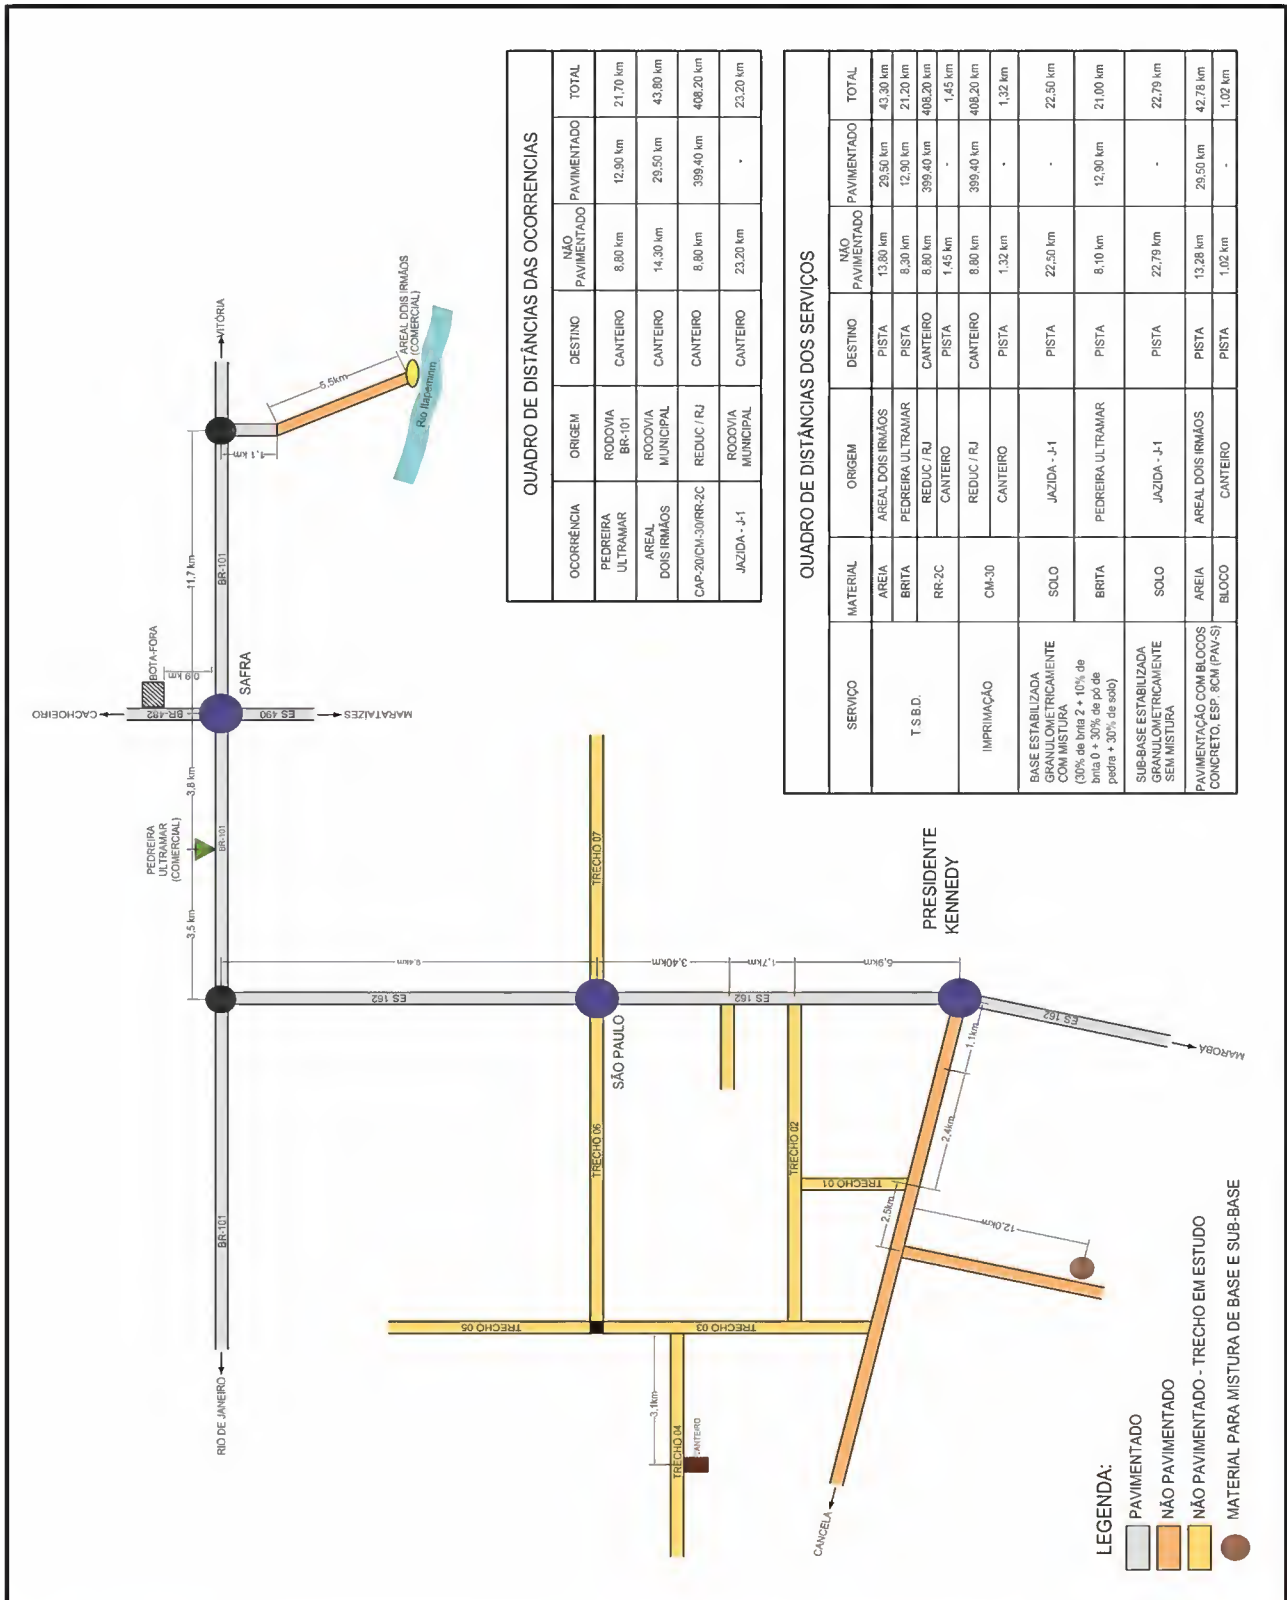 RIO DE JANEIRO
BR-101
3,5 km
PEDREIRA
ULTRAMAR
(COMERCIAL)
BR-101
3,8 km
CACHOEIRO
BR-482
BOTA-FORA
0,9 km
SAFRA
ES 490
MARATAÍZES
11,7 km
BR-101
VITÓRIA
1,1 km
5,5km
AREAL DOIS IRMÃOS
(COMERCIAL)
Rio Itapemirim
ES 162
9,4km
TRECHO 05
TRECHO 06
SÃO PAULO
TRECHO 07
3,1km
TRECHO 04
CANTEIRO
TRECHO 03
3,40km
1,7km
ES 162
TRECHO 02
5,9km
TRECHO 01
PRESIDENTE
KENNEDY
1,1km
2,4km
2,5km
12,0km
ES 162
MAROBÁ
CANCELA
LEGENDA:
PAVIMENTADO
NÃO PAVIMENTADO
NÃO PAVIMENTADO - TRECHO EM ESTUDO
MATERIAL PARA MISTURA DE BASE E SUB-BASE
QUADRO DE DISTÂNCIAS DAS OCORRENCIAS
OCORRÊNCIA ORIGEM DESTINO NÃO PAVIMENTADO PAVIMENTADO TOTAL
PEDREIRA ULTRAMAR RODOVIA BR-101 CANTEIRO 8,80 km 12,90 km 21,70 km
AREAL DOIS IRMÃOS RODOVIA MUNICIPAL CANTEIRO 14,30 km 29,50 km 43,80 km
CAP-20/CM-30/RR-2C REDUC / RJ CANTEIRO 8,80 km 399,40 km 408,20 km
JAZIDA - J-1 RODOVIA MUNICIPAL CANTEIRO 23,20 km - 23,20 km
QUADRO DE DISTÂNCIAS DOS SERVIÇOS
SERVIÇO MATERIAL ORIGEM DESTINO NÃO PAVIMENTADO PAVIMENTADO TOTAL
T.S.B.D. AREIA AREAL DOIS IRMÃOS PISTA 13,80 km 29,50 km 43,30 km
BRITA PEDREIRA ULTRAMAR PISTA 8,30 km 12,90 km 21,20 km
RR-2C REDUC / RJ CANTEIRO 8,80 km 399,40 km 408,20 km
CANTEIRO PISTA 1,45 km - 1,45 km
IMPRIMAÇÃO CM-30 REDUC / RJ CANTEIRO 8,80 km 399,40 km 408,20 km
CANTEIRO PISTA 1,32 km - 1,32 km
BASE ESTABILIZADA
GRANULOMETRICAMENTE
COM MISTURA
(30% de brita 2 + 10% de
brita 0 + 30% de pó de
pedra + 30% de solo)
SOLO JAZIDA - J-1 PISTA 22,50 km - 22,50 km
BRITA PEDREIRA ULTRAMAR PISTA 8,10 km 12,90 km 21,00 km
SUB-BASE ESTABILIZADA
GRANULOMETRICAMENTE
SEM MISTURA
SOLO JAZIDA - J-1 PISTA 22,79 km - 22,79 km
PAVIMENTAÇÃO COM BLOCOS
CONCRETO, ESP. 8CM (PAV-S)
AREIA AREAL DOIS IRMÃOS PISTA 13,28 km 29,50 km 42,78 km
BLOCO CANTEIRO PISTA 1,02 km - 1,02 km